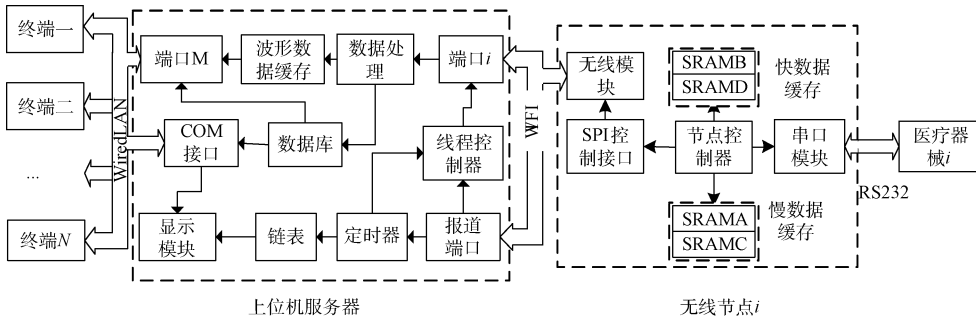 终端一
终端二
...
终端N
WiredLAN
端口M
波形数
据缓存
数据处
理
端口i
COM
接口
数据库
线程控
制器
显示
模块
链表
定时器
报道
端口
上位机服务器
WFI
无线模
块
SRAMB
SRAMD
快数据
缓存
SPI控
制接口
节点控
制器
串口
模块
医疗器
械i
RS232
SRAMA
SRAMC
慢数据
缓存
无线节点i